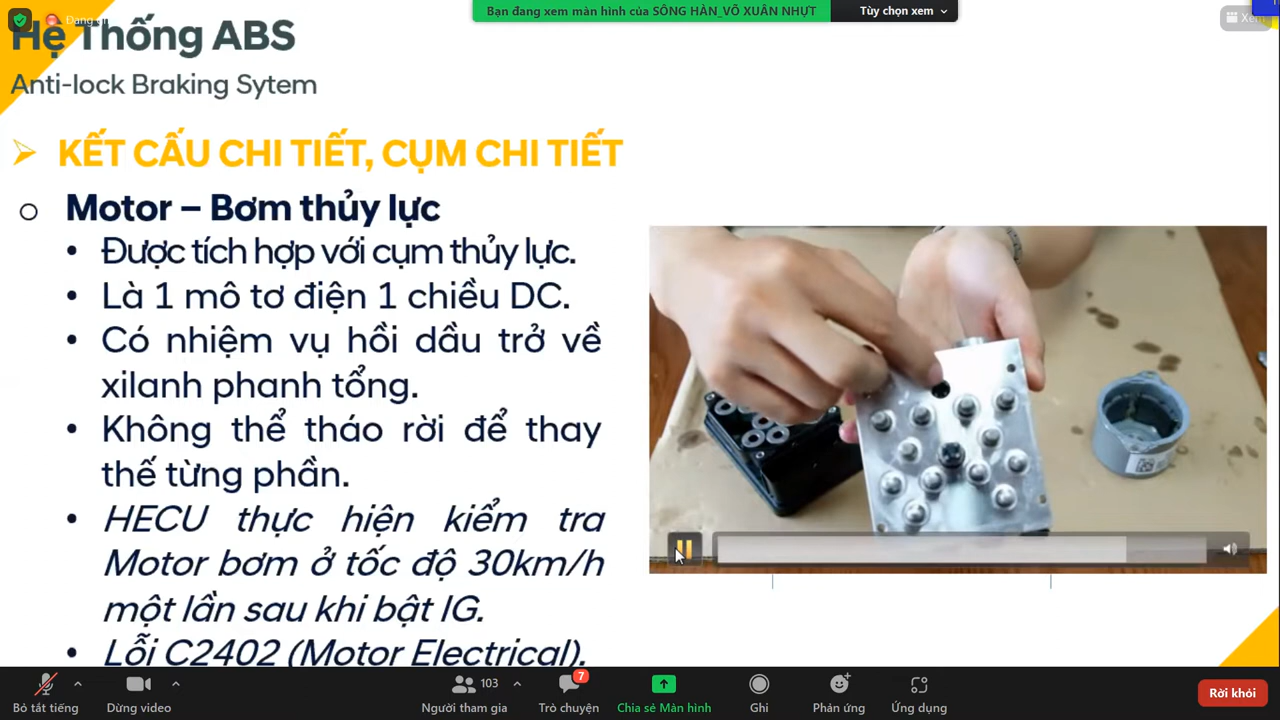 Bạn đang xem màn hình của SÔNG HÀN_VÕ XUÂN NHỰT
Tùy chọn xem
Hệ Thống ABS
Anti-lock Braking Sytem
KẾT CẤU CHI TIẾT, CỤM CHI TIẾT
Motor – Bơm thủy lực
• Được tích hợp với cụm thủy lực.
• Là 1 mô tơ điện 1 chiều DC.
• Có nhiệm vụ hồi dầu trở về
xilanh phanh tổng.
• Không thể tháo rời để thay
thế từng phần.
• HECU thực hiện kiểm tra
Motor bơm ở tốc độ 30km/h
một lần sau khi bật IG.
• Lỗi C2402 (Motor Electrical).
103
7
Bỏ tắt tiếng
Dừng video
Người tham gia
Trò chuyện
Chia sẻ Màn hình
Ghi
Phản ứng
Ứng dụng
Rời khỏi